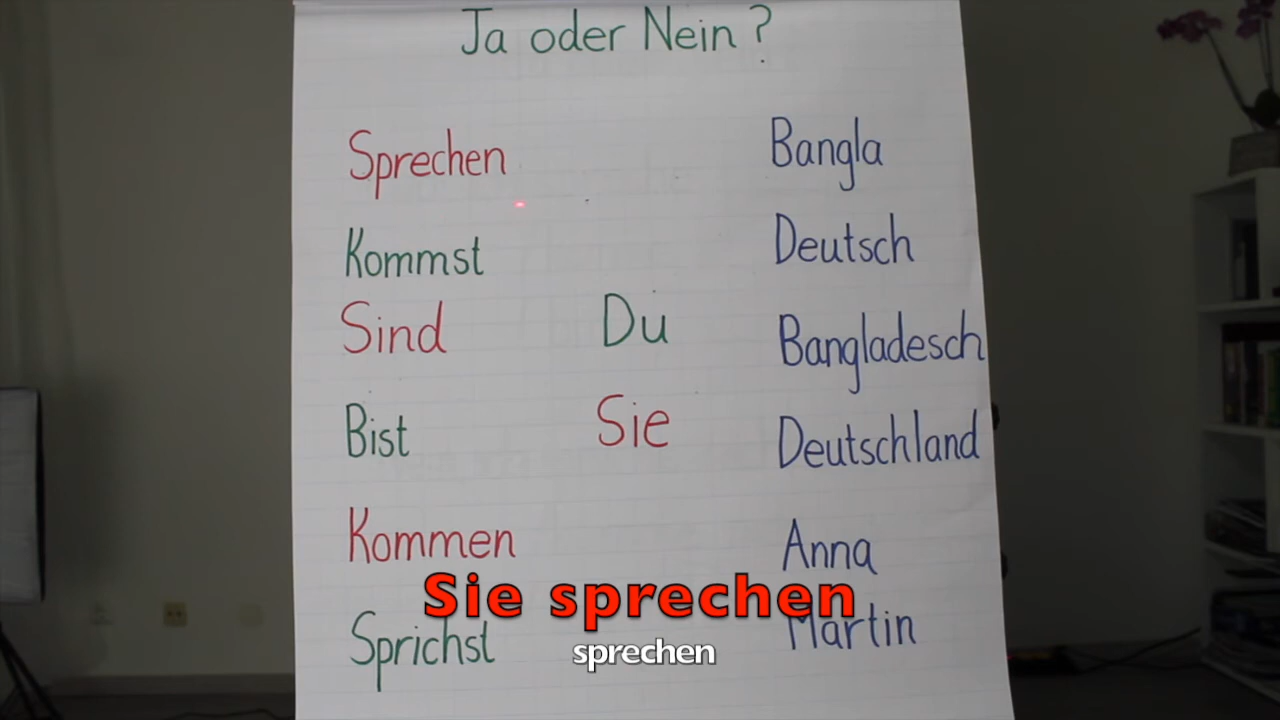 Ja oder Nein?
Sprechen
Bangla
Kommst
Deutsch
Sind
Du
Bangladesch
Bist
Sie
Deutschland
Kommen
Anna
Sie sprechen
Sprichst
Martin
sprechen